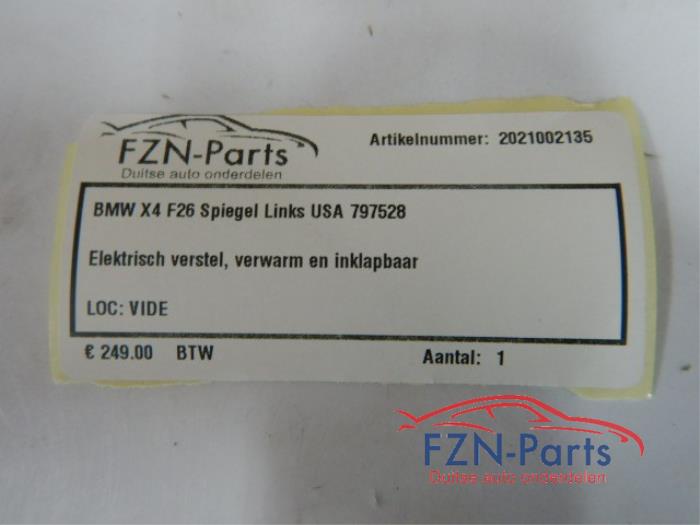 FZN-Parts
Duitse auto onderdelen
Artikelnummer: 2021002135
BMW X4 F26 Spiegel Links USA 797528
Elektrisch verstel, verwarm en inklapbaar
LOC: VIDE
€ 249.00 BTW
Aantal: 1
FZN-Parts
Duitse auto onderdelen